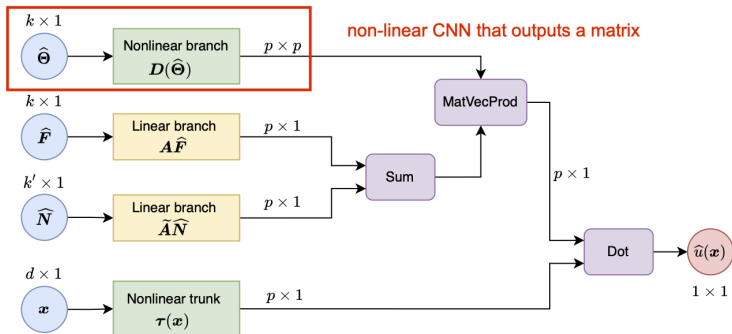 k × 1
non-linear CNN that outputs a matrix
Θ̂
Nonlinear branch
D(Θ̂)
p × p
MatVecProd
k × 1
F̂
Linear branch
AF̂
p × 1
Sum
p × 1
k′ × 1
N̂
Linear branch
ÃN̂
p × 1
Dot
û(x)
1 × 1
d × 1
x
Nonlinear trunk
τ(x)
p × 1